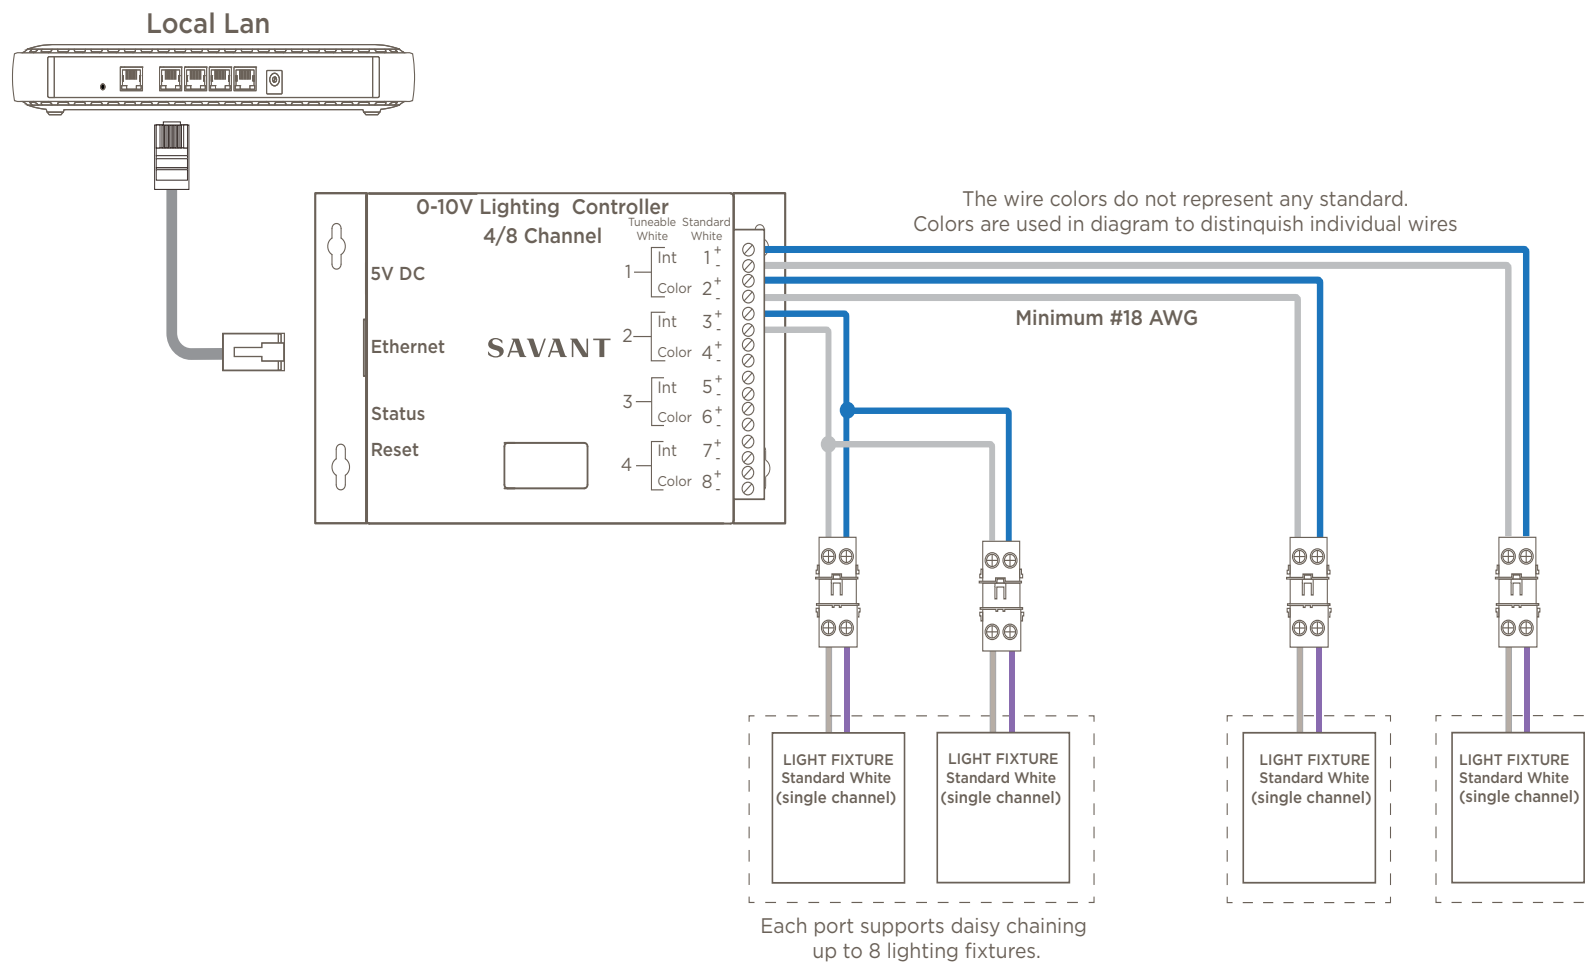 Local Lan
The wire colors do not represent any standard.
Colors are used in diagram to distinquish individual wires
0-10V Lighting Controller
4/8 Channel
Tuneable White
Standard White
5V DC
Ethernet
Status
Reset
SAVANT
1 Int 1 + -
Color 2 + -
2 Int 3 + -
Color 4 + -
3 Int 5 + -
Color 6 + -
4 Int 7 + -
Color 8 + -
Minimum #18 AWG
LIGHT FIXTURE
Standard White
(single channel)
LIGHT FIXTURE
Standard White
(single channel)
LIGHT FIXTURE
Standard White
(single channel)
LIGHT FIXTURE
Standard White
(single channel)
Each port supports daisy chaining
up to 8 lighting fixtures.